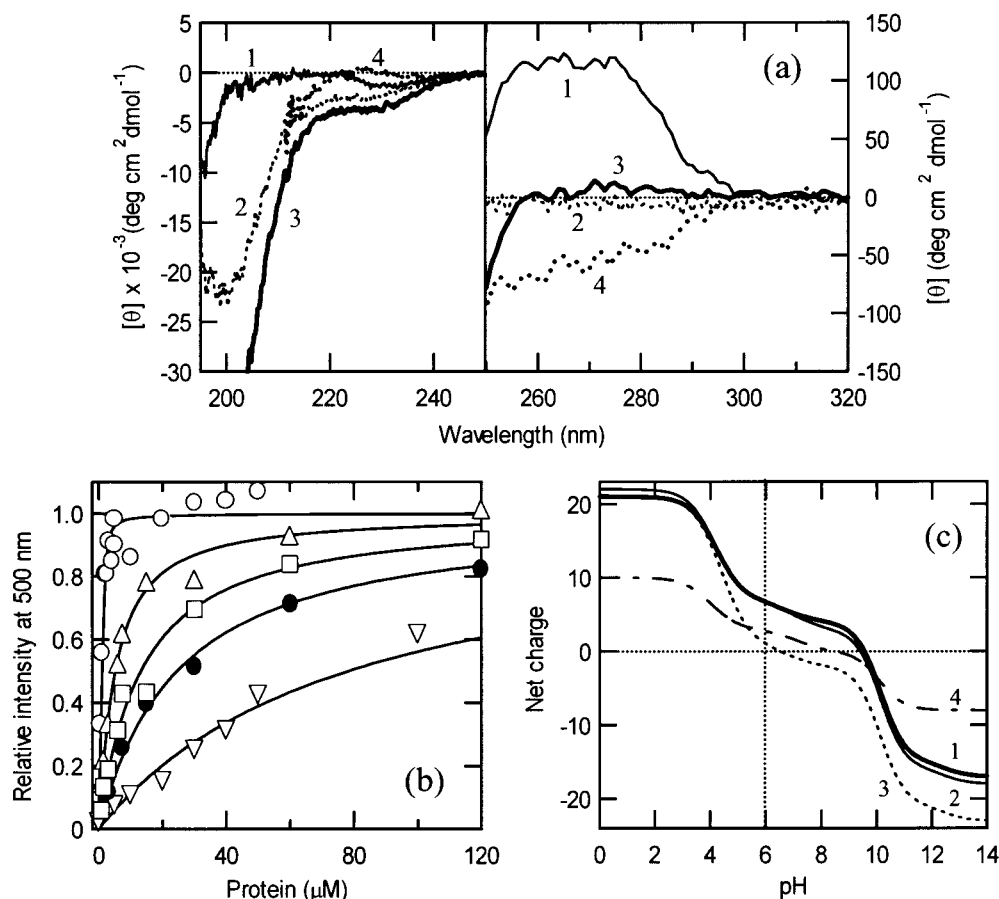 (a)
5
0
-5
-10
-15
-20
-25
-30
[θ] x 10⁻³ (deg cm² dmol⁻¹)
1
2
3
4
1
2
3
4
150
100
50
0
-50
-100
-150
[θ] (deg cm² dmol⁻¹)
200 220 240 260 280 300 320
Wavelength (nm)
(b)
1.0
0.8
0.6
0.4
0.2
0
Relative intensity at 500 nm
0 40 80 120
Protein (μM)
(c)
20
10
0
-10
-20
Net charge
4
1
3
2
0 2 4 6 8 10 12 14
pH